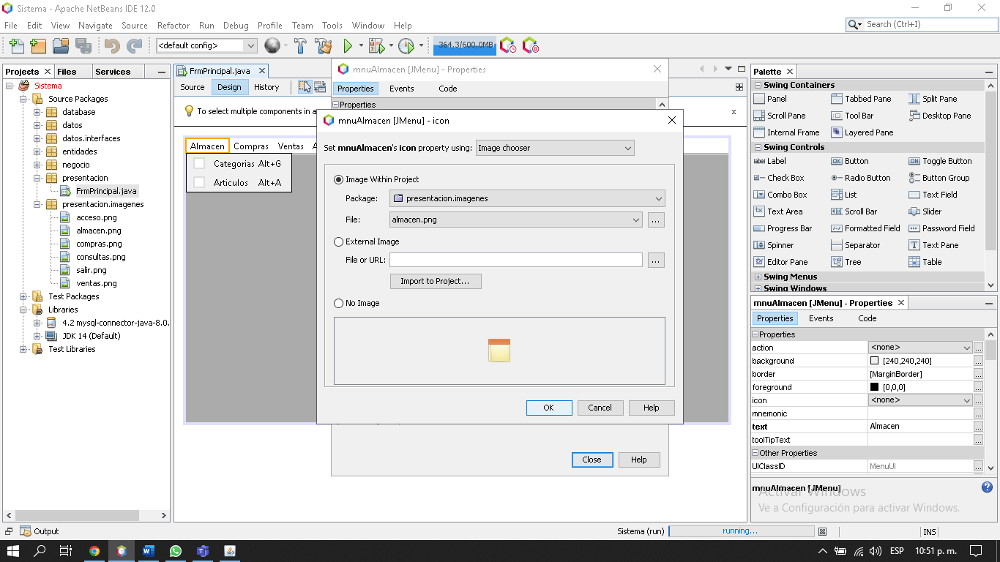 Sistema - Apache NetBeans IDE 12.0
File Edit View Navigate Source Refactor Run Debug Profile Team Tools Window Help
Search (Ctrl+I)
<default config>
364,3/600,0MB
Projects
Files
Services
Sistema
Source Packages
database
datos
datos.interfaces
entidades
negocio
presentacion
FrmPrincipal.java
presentacion.imagenes
acceso.png
almacen.png
compras.png
consultas.png
salir.png
ventas.png
Test Packages
Libraries
4.2 mysql-connector-java-8.0.
JDK 14 (Default)
Test Libraries
FrmPrincipal.java
Source Design History
To select multiple components in a
x
Almacen Compras Ventas A
Categorias Alt+G
Articulos Alt+A
mnuAlmacen [JMenu] - Properties
Properties Events Code
Properties
mnuAlmacen [JMenu] - icon
Set mnuAlmacen's icon property using: Image chooser
Image Within Project
Package: presentacion.imagenes
File: almacen.png ...
External Image
File or URL: ...
Import to Project...
No Image
OK Cancel Help
Close Help
Palette
Swing Containers
Panel Tabbed Pane Split Pane
Scroll Pane Tool Bar Desktop Pane
Internal Frame Layered Pane
Swing Controls
label Label OK Button ON Toggle Button
Check Box Radio Button Button Group
Combo Box List Text Field
Text Area Scroll Bar Slider
Progress Bar Formatted Field Password Field
Spinner Separator Text Pane
Editor Pane Tree Table
Swing Menus
Swing Windows
mnuAlmacen [JMenu] - Properties
Properties Events Code
Properties
action <none> ...
background [240,240,240] ...
border [MarginBorder] ...
foreground [0,0,0] ...
icon <none> ...
mnemonic ...
text Almacen ...
toolTipText ...
Other Properties
UIClassID MenuUI ...
mnuAlmacen [JMenu]
Activar Windows
Ve a Configuración para activar Windows.
Output
Sistema (run) running... INS
ESP 10:51 p. m.